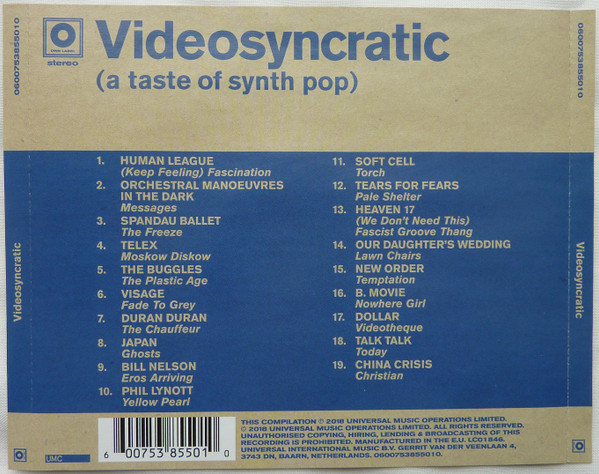 0600753855010
stereo
Videosyncratic
(a taste of synth pop)
0600753855010
Videosyncratic
1. HUMAN LEAGUE
(Keep Feeling) Fascination
2. ORCHESTRAL MANOEUVRES
IN THE DARK
Messages
3. SPANDAU BALLET
The Freeze
4. TELEX
Moskow Diskow
5. THE BUGGLES
The Plastic Age
6. VISAGE
Fade To Grey
7. DURAN DURAN
The Chauffeur
8. JAPAN
Ghosts
9. BILL NELSON
Eros Arriving
10. PHIL LYNOTT
Yellow Pearl
11. SOFT CELL
Torch
12. TEARS FOR FEARS
Pale Shelter
13. HEAVEN 17
(We Don't Need This)
Fascist Groove Thang
14. OUR DAUGHTER'S WEDDING
Lawn Chairs
15. NEW ORDER
Temptation
16. B. MOVIE
Nowhere Girl
17. DOLLAR
Videotheque
18. TALK TALK
Today
19. CHINA CRISIS
Christian
Videosyncratic
UMC
6 00753 85501 0
THIS COMPILATION ℗ 2018 UNIVERSAL MUSIC OPERATIONS LIMITED.
© 2018 UNIVERSAL MUSIC OPERATIONS LIMITED. ALL RIGHTS RESERVED.
UNAUTHORISED COPYING, HIRING, LENDING & BROADCASTING OF THIS
RECORDING IS PROHIBITED. MANUFACTURED IN THE E.U. LCD1846.
UNIVERSAL INTERNATIONAL MUSIC B.V. GERRIT VAN DER VEENLAAN 4,
3743 DN, BAARN, NETHERLANDS. 0600753855010.